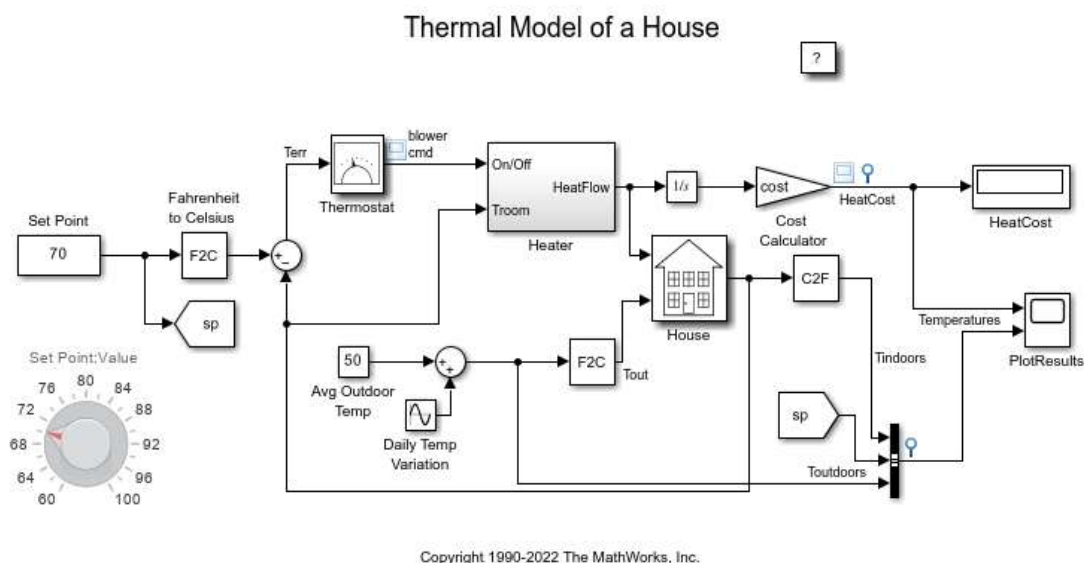 Thermal Model of a House
?
blower
cmd
Terr
On/Off
HeatFlow
Troom
Heater
Thermostat
1/s
cost
HeatCost
Cost
Calculator
HeatCost
Fahrenheit
to Celsius
Set Point
70
F2C
+
−
sp
House
C2F
Temperatures
PlotResults
Tindoors
50
Avg Outdoor
Temp
+
+
F2C
Tout
Daily Temp
Variation
sp
Toutdoors
Set Point:Value
60
64
68
72
76
80
84
88
92
96
100
Copyright 1990-2022 The MathWorks, Inc.